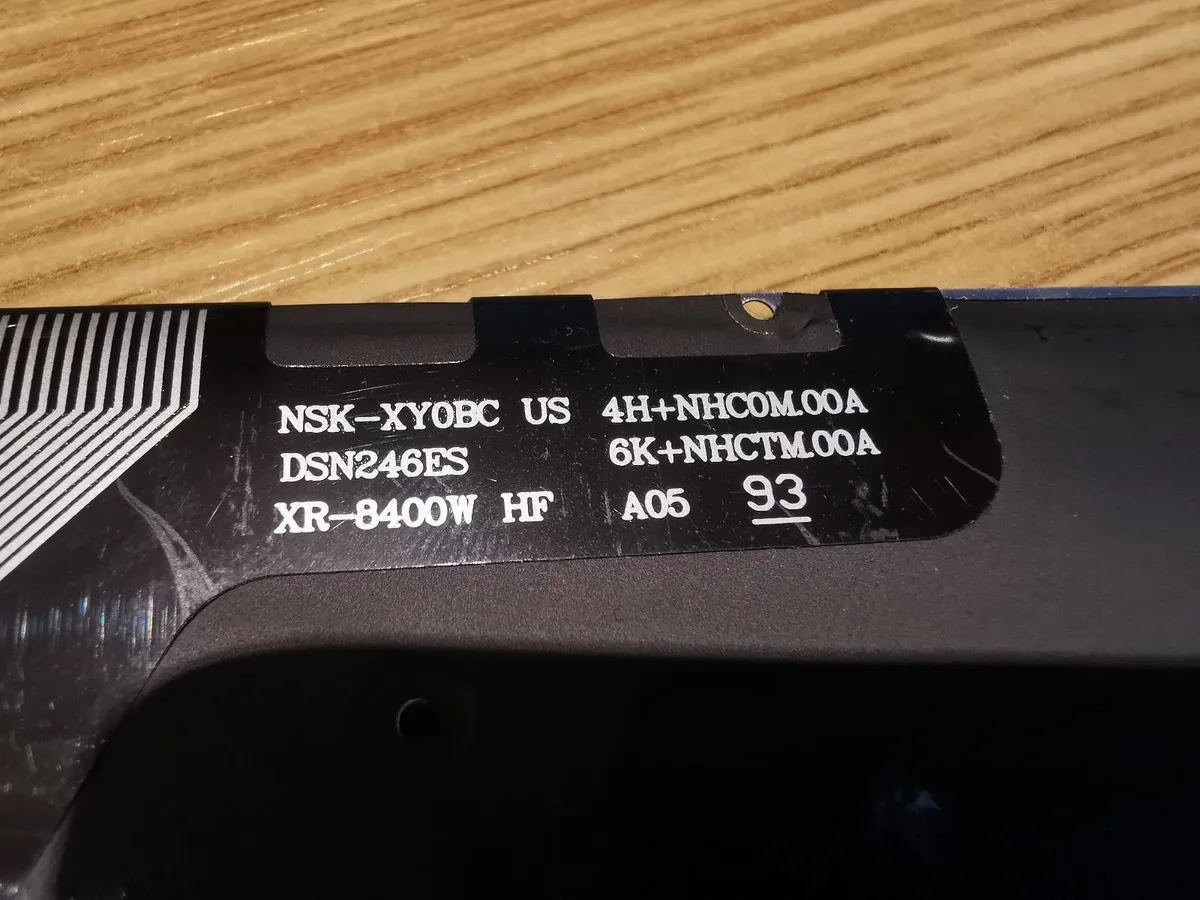 NSK-XY0BC US 4H+NHC0M.00A
DSN246ES 6K+NHCTM.00A
XR-8400W HF A05 93